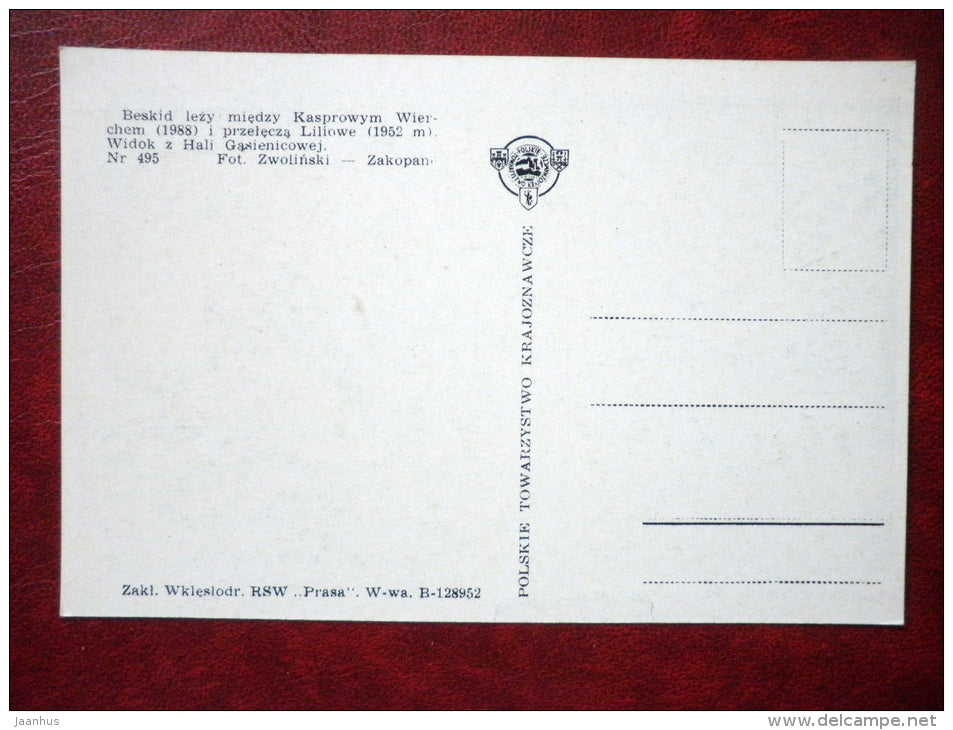 Beskid leży między Kasprowym Wier-
chem (1988) i przełęczą Liliowe (1952 m).
Widok z Hali Gąsienicowej.
Nr 495 Fot. Zwoliński — Zakopan
POLSKIE TOWARZYSTWO KRAJOZNAWCZE
Zakł. Wklęsłodr. RSW „Prasa". W-wa. B-128952
Jaanhus
www.delcampe.net